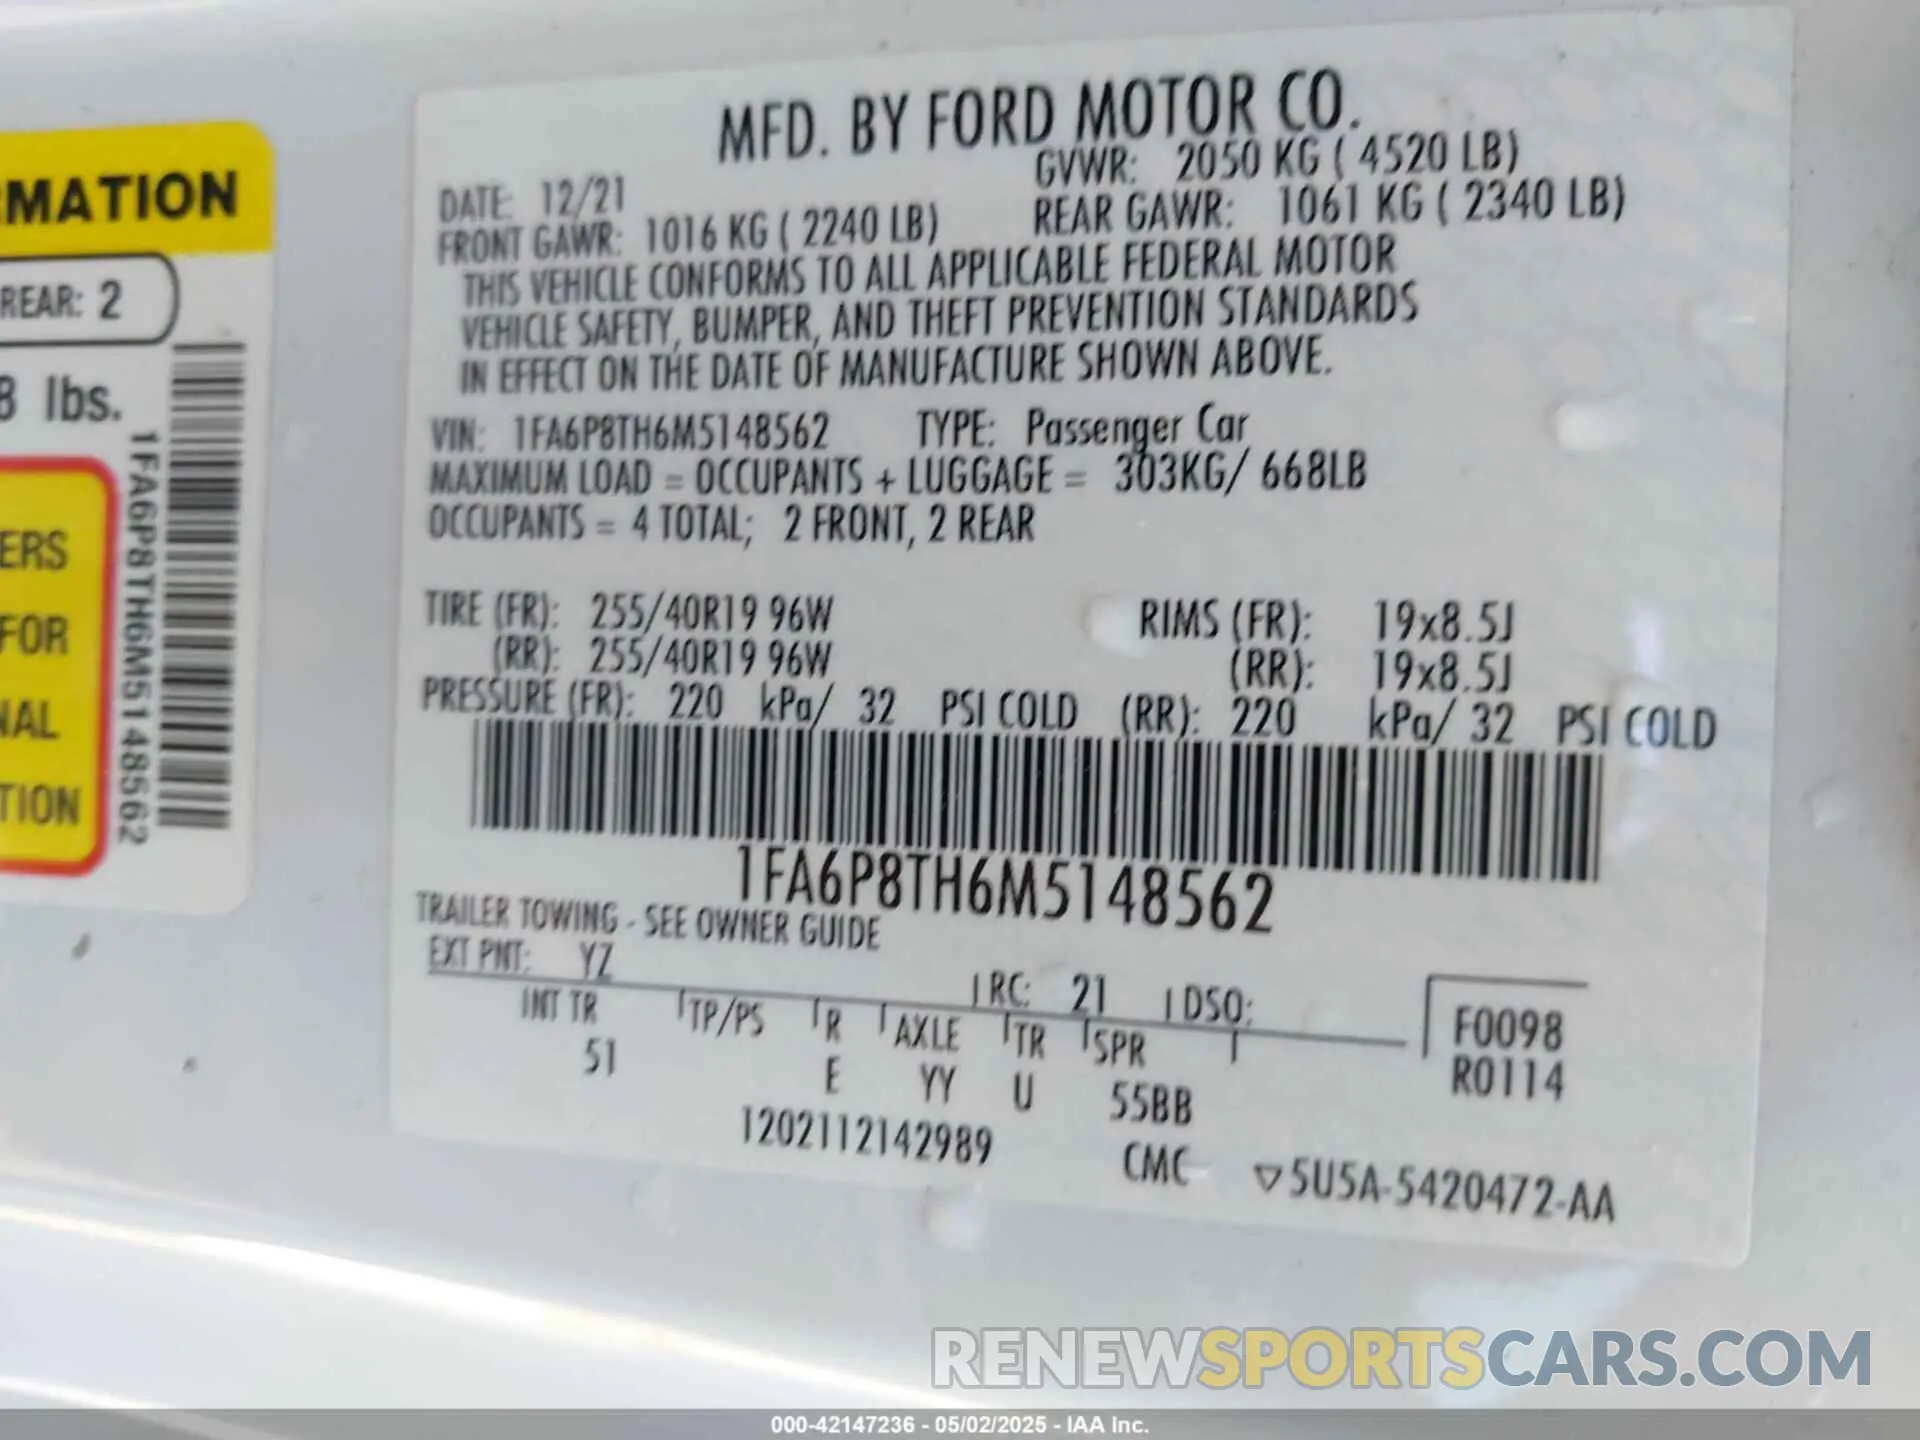 RMATION
REAR: 2
8 lbs.
ERS
FOR
NAL
TION
1FA6P8TH6M5148562
MFD. BY FORD MOTOR CO.
DATE: 12/21 GVWR: 2050 KG ( 4520 LB)
FRONT GAWR: 1016 KG ( 2240 LB) REAR GAWR: 1061 KG ( 2340 LB)
THIS VEHICLE CONFORMS TO ALL APPLICABLE FEDERAL MOTOR
VEHICLE SAFETY, BUMPER, AND THEFT PREVENTION STANDARDS
IN EFFECT ON THE DATE OF MANUFACTURE SHOWN ABOVE.
VIN: 1FA6P8TH6M5148562 TYPE: Passenger Car
MAXIMUM LOAD = OCCUPANTS + LUGGAGE = 303KG/ 668LB
OCCUPANTS = 4 TOTAL; 2 FRONT, 2 REAR
TIRE (FR): 255/40R19 96W RIMS (FR): 19x8.5J
(RR): 255/40R19 96W (RR): 19x8.5J
PRESSURE (FR): 220 kPa/ 32 PSI COLD (RR): 220 kPa/ 32 PSI COLD
1FA6P8TH6M5148562
TRAILER TOWING - SEE OWNER GUIDE
EXT PNT: YZ RC: 21 DSO: F0098
INT TR TP/PS R AXLE TR SPR R0114
51 E YY U 55BB
1202112142989 CMC ▽5U5A-5420472-AA
RENEWSPORTSCARS.COM
000-42147236 - 05/02/2025 - IAA Inc.